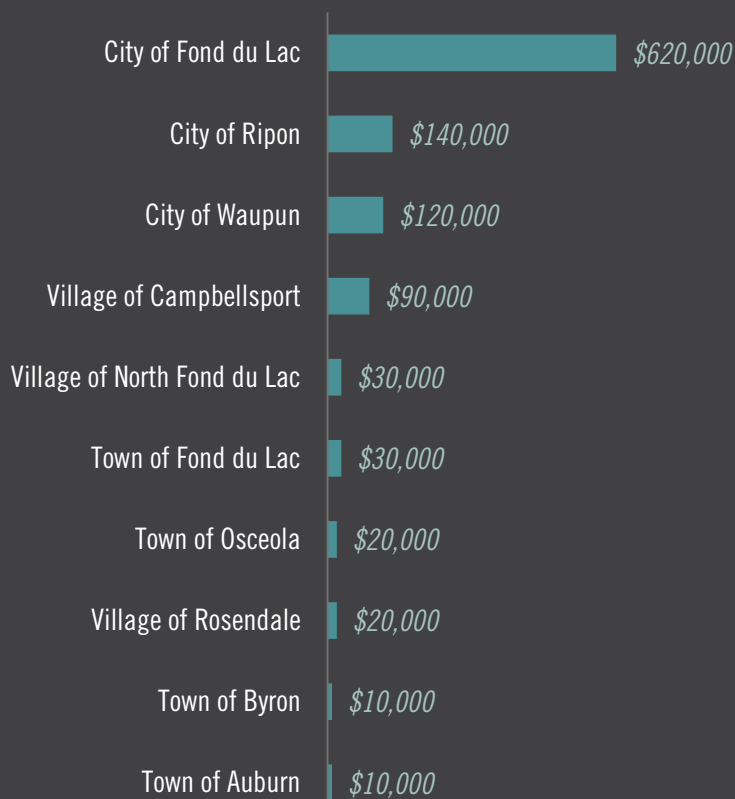 City of Fond du Lac $620,000
City of Ripon $140,000
City of Waupun $120,000
Village of Campbellsport $90,000
Village of North Fond du Lac $30,000
Town of Fond du Lac $30,000
Town of Osceola $20,000
Village of Rosendale $20,000
Town of Byron $10,000
Town of Auburn $10,000